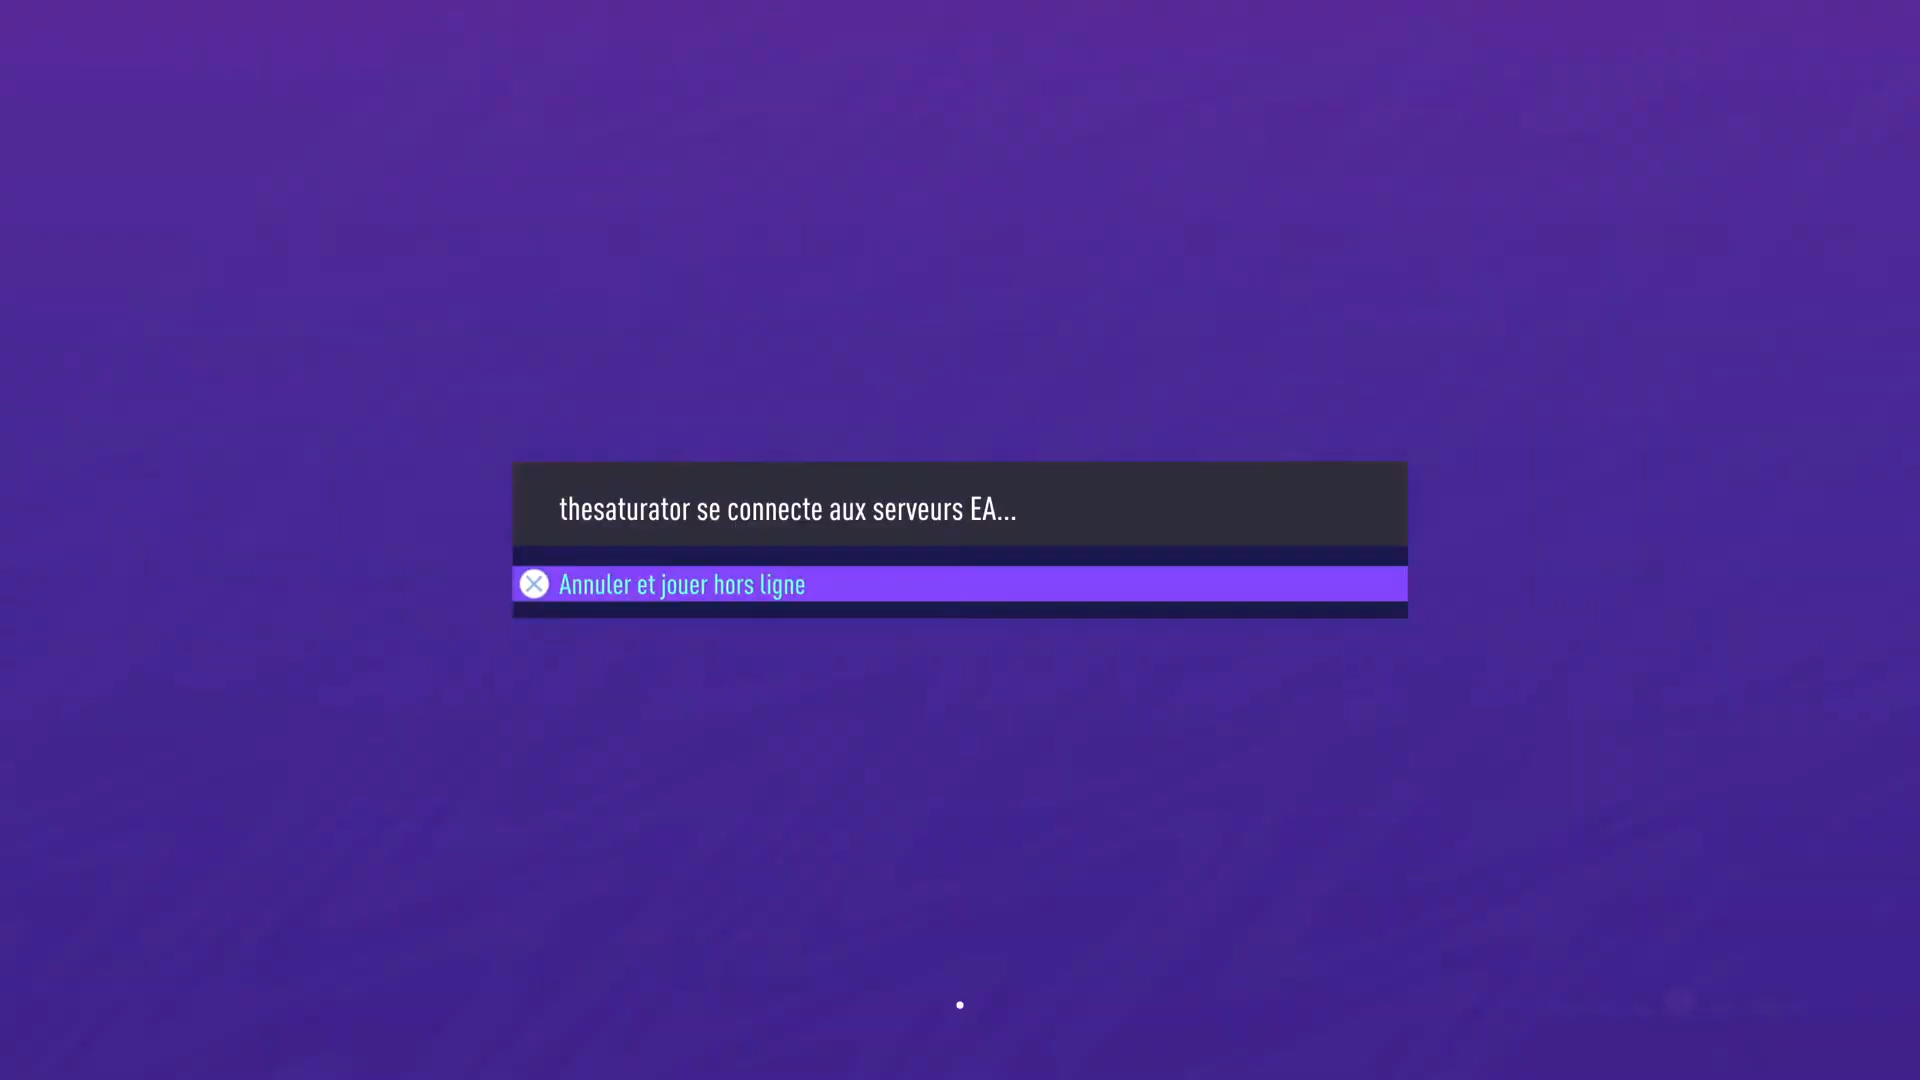 thesaturator se connecte aux serveurs EA...
Annuler et jouer hors ligne